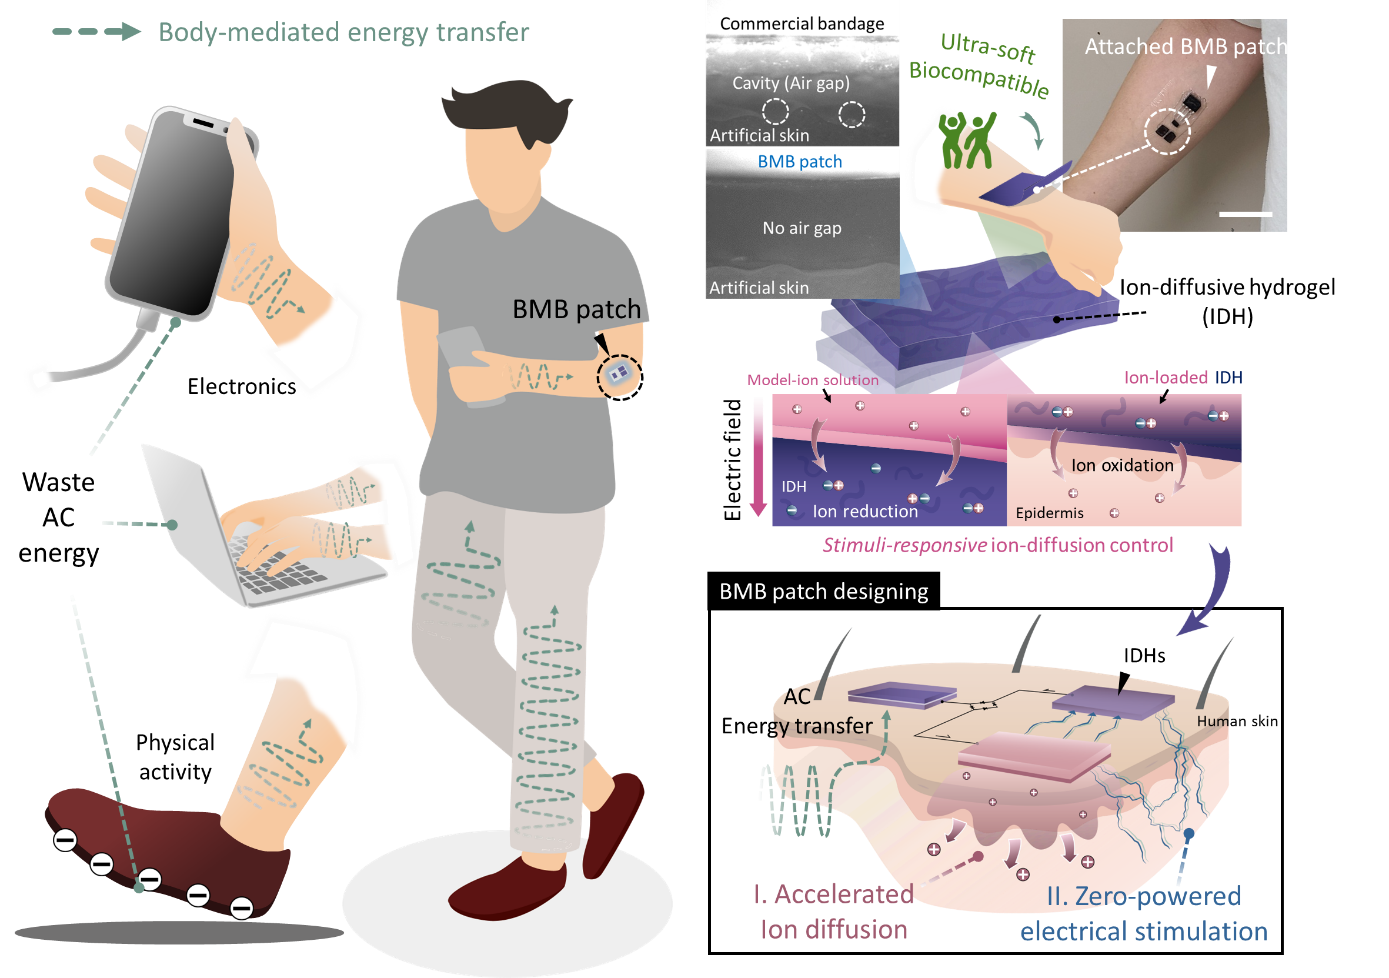 Body-mediated energy transfer
Electronics
Waste
AC
energy
Physical
activity
BMB patch
Commercial bandage
Cavity (Air gap)
Artificial skin
BMB patch
No air gap
Artificial skin
Ultra-soft
Biocompatible
Attached BMB patch
Ion-diffusive hydrogel
(IDH)
Electric field
Model-ion solution
IDH
Ion reduction
Ion-loaded IDH
Ion oxidation
Epidermis
Stimuli-responsive ion-diffusion control
BMB patch designing
IDHs
AC
Energy transfer
Human skin
I. Accelerated
Ion diffusion
II. Zero-powered
electrical stimulation